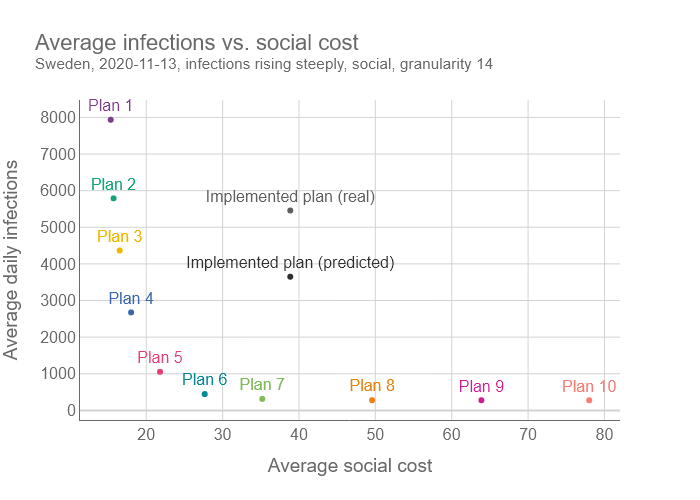 Average infections vs. social cost
Sweden, 2020-11-13, infections rising steeply, social, granularity 14
Average daily infections
8000
7000
6000
5000
4000
3000
2000
1000
0
Plan 1
Plan 2
Implemented plan (real)
Plan 3
Implemented plan (predicted)
Plan 4
Plan 5
Plan 6
Plan 7
Plan 8
Plan 9
Plan 10
20
30
40
50
60
70
80
Average social cost